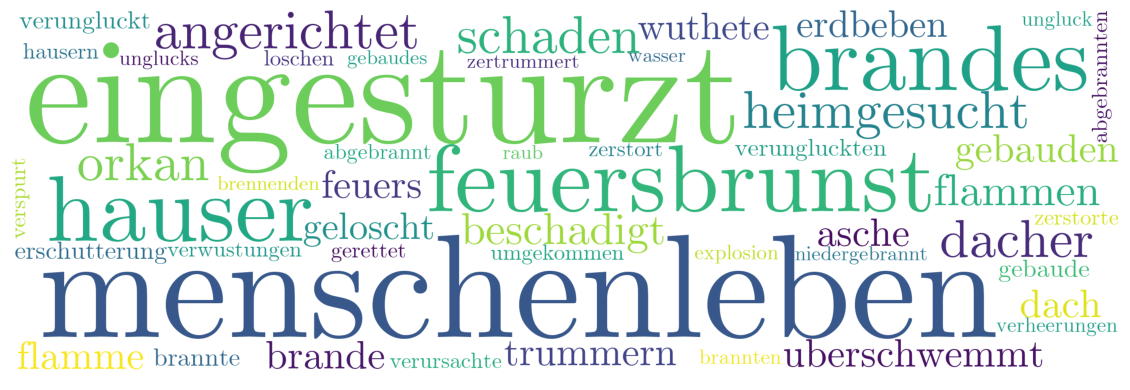 verungluckt
angerichtet
schaden
wuthete
erdbeben
ungluck
hausern
unglucks
loschen
gebaudes
zertrummert
wasser
brandes
abgebrannten
eingesturzt
heimgesucht
orkan
abgebrannt
raub
zerstort
verungluckten
gebauden
verspurt
brennenden
feuers
feuersbrunst
flammen
hauser
geloscht
beschadigt
asche
dacher
zerstorte
erschutterung
verwustungen
gerettet
umgekommen
explosion
niedergebrannt
gebaude
menschenleben
dach
verheerungen
flamme
brannte
brande
verursachte
trummern
brannten
uberschwemmt